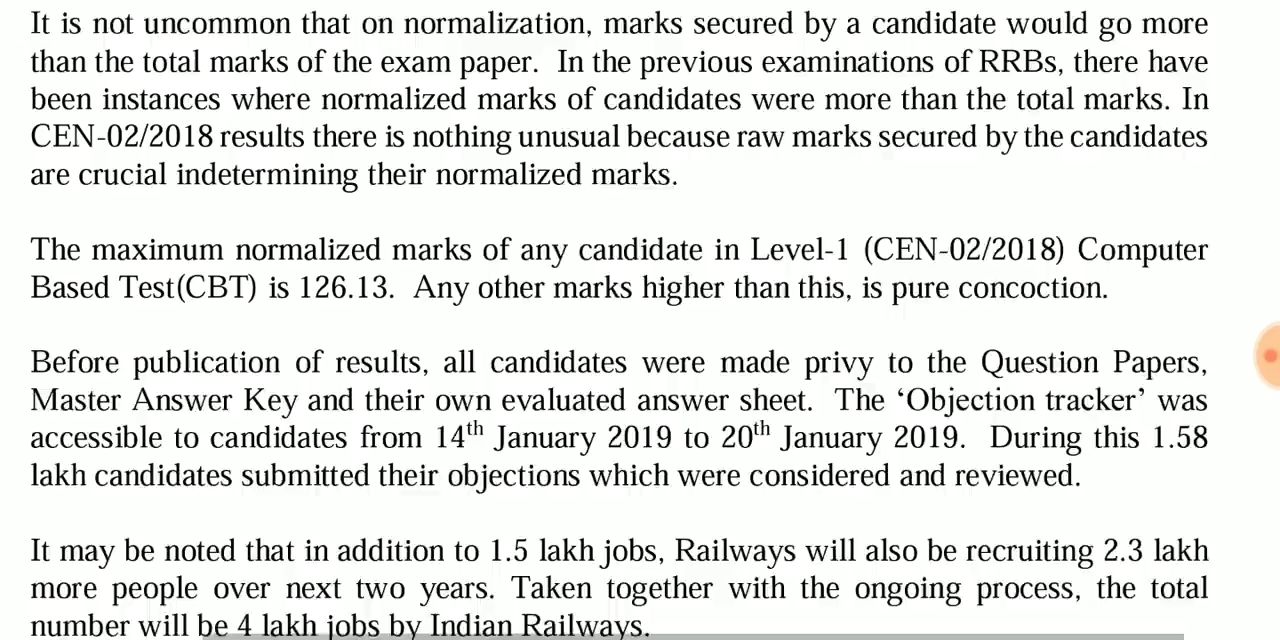 It is not uncommon that on normalization, marks secured by a candidate would go more
than the total marks of the exam paper. In the previous examinations of RRBs, there have
been instances where normalized marks of candidates were more than the total marks. In
CEN-02/2018 results there is nothing unusual because raw marks secured by the candidates
are crucial indetermining their normalized marks.
The maximum normalized marks of any candidate in Level-1 (CEN-02/2018) Computer
Based Test(CBT) is 126.13. Any other marks higher than this, is pure concoction.
Before publication of results, all candidates were made privy to the Question Papers,
Master Answer Key and their own evaluated answer sheet. The ‘Objection tracker’ was
accessible to candidates from 14th January 2019 to 20th January 2019. During this 1.58
lakh candidates submitted their objections which were considered and reviewed.
It may be noted that in addition to 1.5 lakh jobs, Railways will also be recruiting 2.3 lakh
more people over next two years. Taken together with the ongoing process, the total
number will be 4 lakh jobs by Indian Railways.